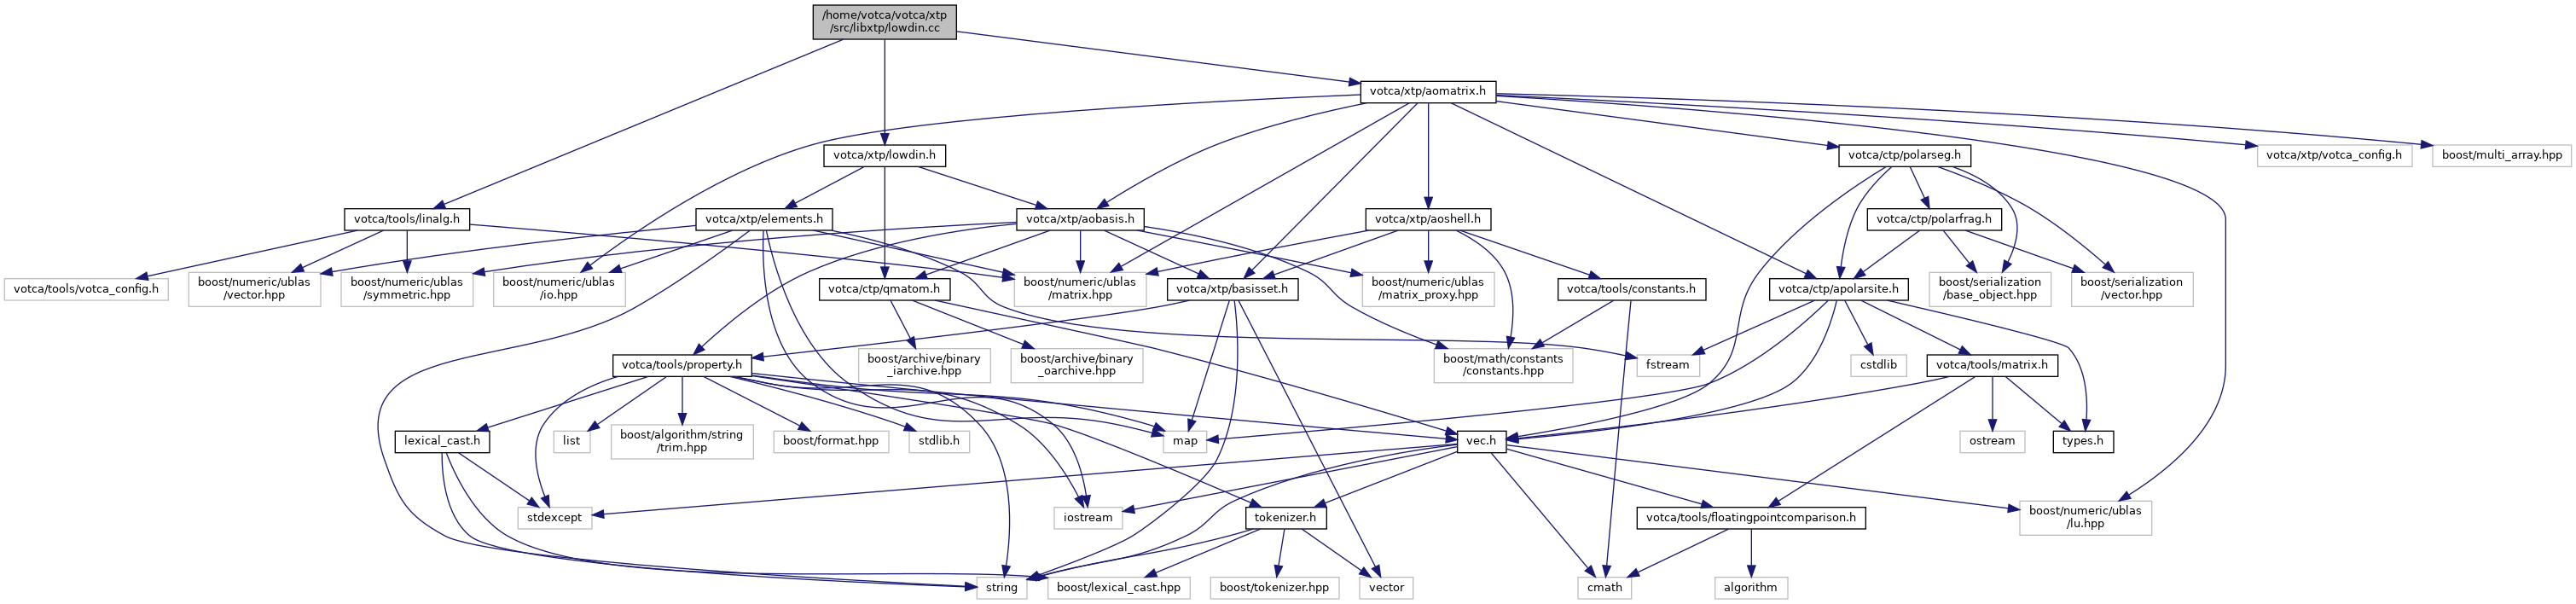 /home/votca/votca/xtp
/src/libxtp/lowdin.cc
votca/xtp/aomatrix.h
votca/xtp/lowdin.h
votca/ctp/polarseg.h
votca/xtp/votca_config.h
boost/multi_array.hpp
votca/tools/linalg.h
votca/xtp/elements.h
votca/xtp/aobasis.h
votca/xtp/aoshell.h
votca/ctp/polarfrag.h
votca/tools/votca_config.h
boost/numeric/ublas
/vector.hpp
boost/numeric/ublas
/symmetric.hpp
boost/numeric/ublas
/io.hpp
votca/ctp/qmatom.h
boost/numeric/ublas
/matrix.hpp
votca/xtp/basisset.h
boost/numeric/ublas
/matrix_proxy.hpp
votca/tools/constants.h
votca/ctp/apolarsite.h
boost/serialization
/base_object.hpp
boost/serialization
/vector.hpp
votca/tools/property.h
boost/archive/binary
_iarchive.hpp
boost/archive/binary
_oarchive.hpp
boost/math/constants
/constants.hpp
fstream
cstdlib
votca/tools/matrix.h
lexical_cast.h
list
boost/algorithm/string
/trim.hpp
boost/format.hpp
stdlib.h
map
vec.h
ostream
types.h
stdexcept
iostream
tokenizer.h
votca/tools/floatingpointcomparison.h
boost/numeric/ublas
/lu.hpp
string
boost/lexical_cast.hpp
boost/tokenizer.hpp
vector
cmath
algorithm